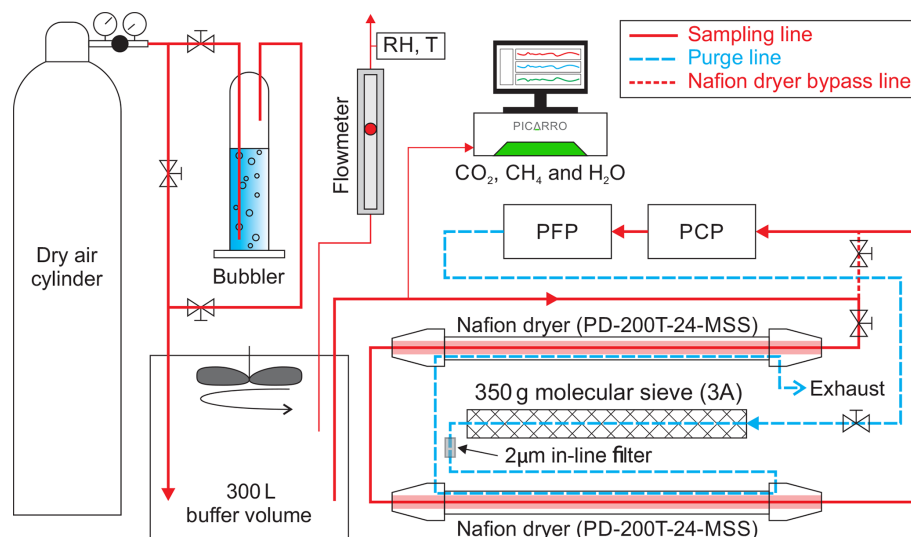 RH, T
Flowmeter
PICΔRRO
CO₂, CH₄ and H₂O
Sampling line
Purge line
Nafion dryer bypass line
Dry air
cylinder
Bubbler
PFP
PCP
Nafion dryer (PD-200T-24-MSS)
Exhaust
350 g molecular sieve (3A)
2μm in-line filter
300 L
buffer volume
Nafion dryer (PD-200T-24-MSS)